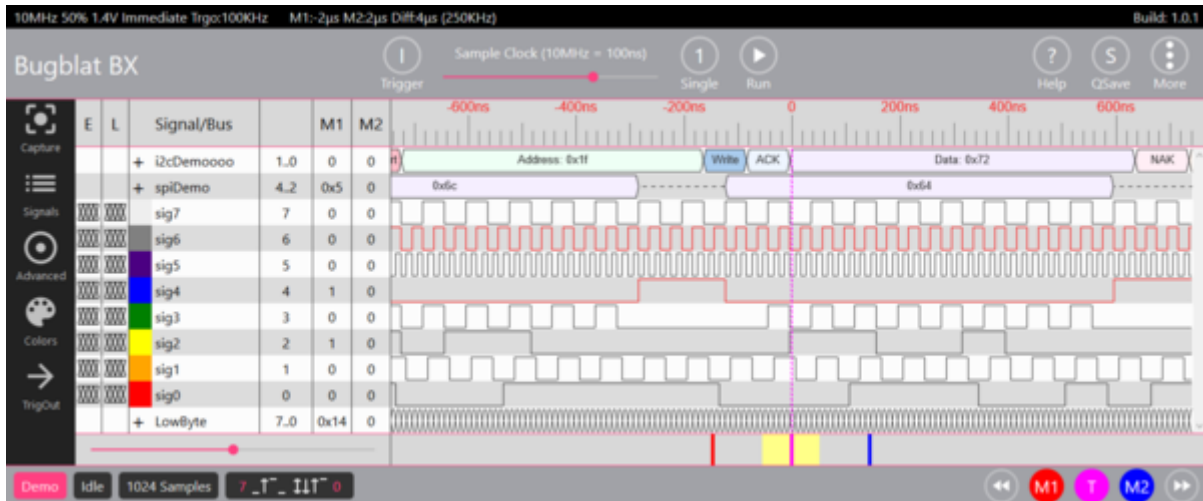 10MHz 50% 1.4V Immediate Trgo:100KHz M1:-2µs M2:2µs Diff:4µs (250KHz) Build: 1.0.1
Bugblat BX I Sample Clock (10MHz = 100ns) 1 ? S
Trigger Single Run Help QSave More
-600ns -400ns -200ns 0 200ns 400ns 600ns
Capture E L Signal/Bus M1 M2
+ i2cDemoooo 1..0 0 0 Address: 0x1f Write ACK Data: 0x72 NAK
+ spiDemo 4..2 0x5 0 0x6c 0x64
Signals sig7 7 0 0
sig6 6 0 0
Advanced sig5 5 0 0
sig4 4 1 0
sig3 3 0 0
Colors sig2 2 1 0
sig1 1 0 0
TrigOut sig0 0 0 0
+ LowByte 7..0 0x14 0
Demo Idle 1024 Samples 7 0 M1 T M2